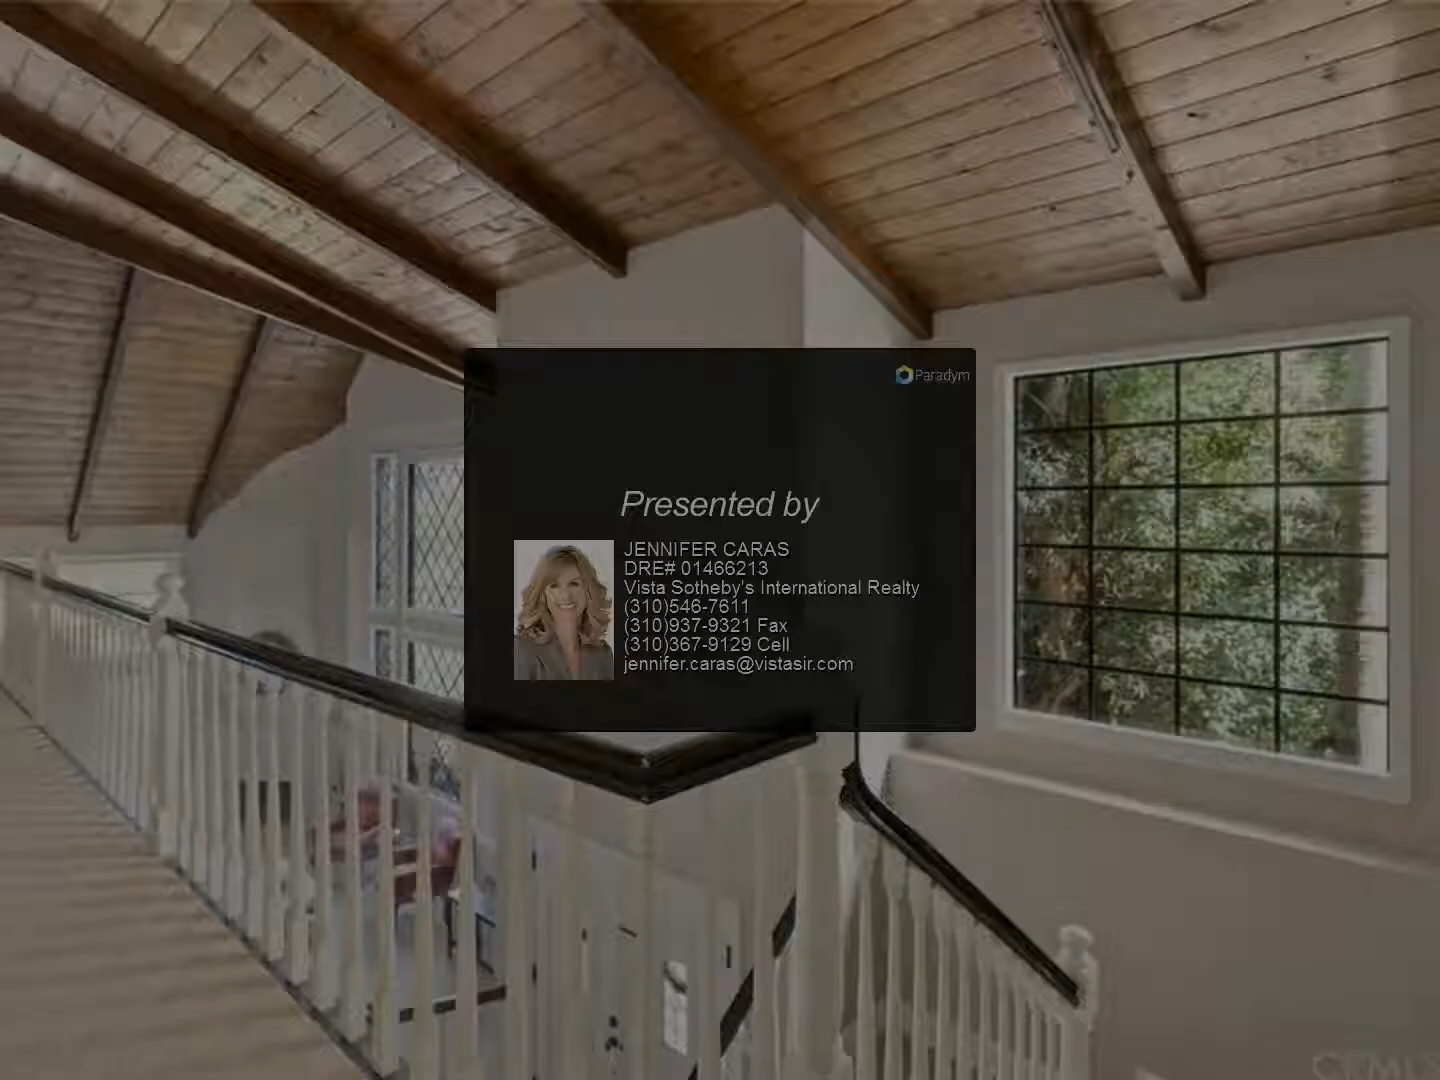 Paradym
Presented by
JENNIFER CARAS
DRE# 01466213
Vista Sotheby's International Realty
(310)546-7611
(310)937-9321 Fax
(310)367-9129 Cell
jennifer.caras@vistasir.com
CRMLS